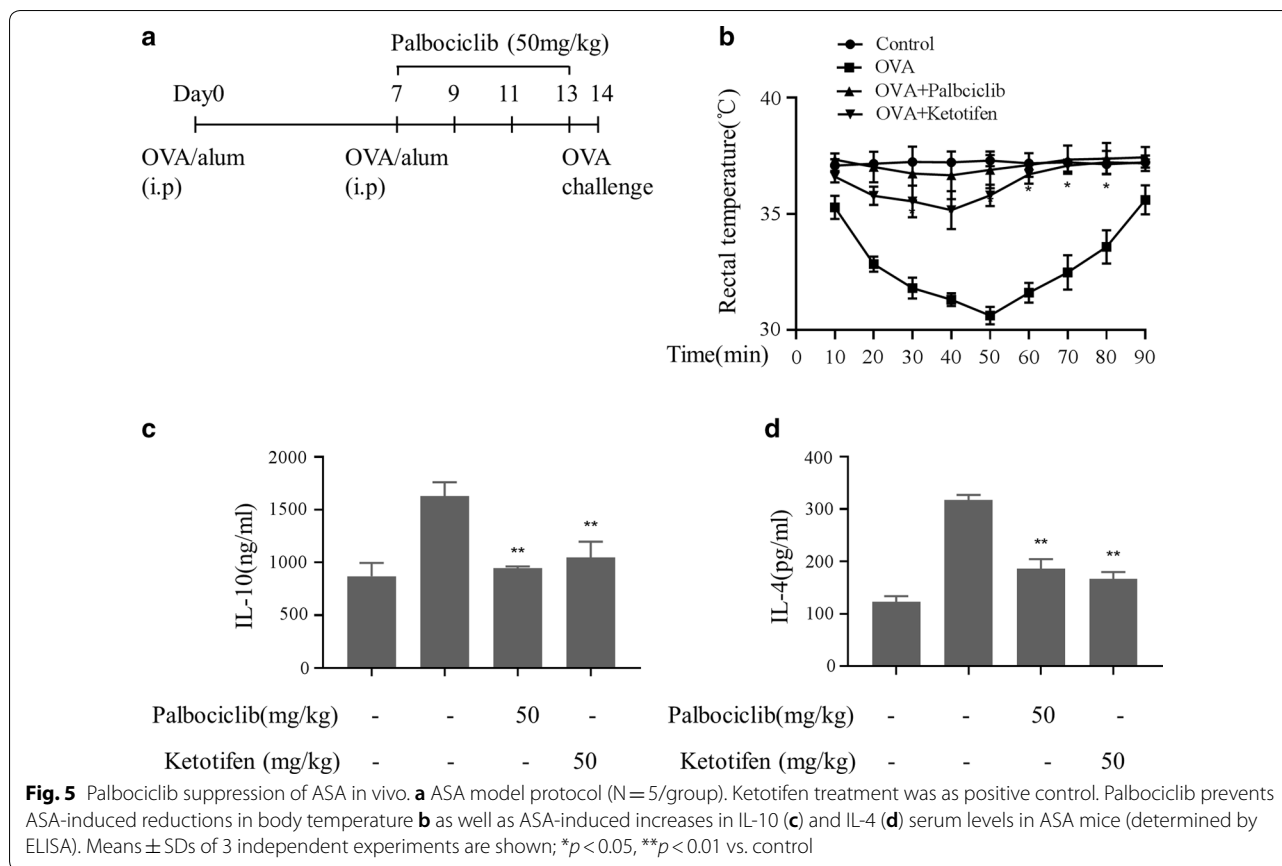 a
Palbociclib (50mg/kg)
Day0 7 9 11 13 14
OVA/alum OVA/alum OVA
(i.p) (i.p) challenge
b
Control
OVA
OVA+Palbciclib
OVA+Ketotifen
Rectal temperature(℃)
40
35
30
* * * * *
Time(min) 0 10 20 30 40 50 60 70 80 90
c
IL-10(ng/ml)
2000
1500
1000
500
0
** **
Palbociclib(mg/kg) - - 50 -
Ketotifen (mg/kg) - - - 50
d
IL-4(pg/ml)
400
300
200
100
0
** **
Palbociclib(mg/kg) - - 50 -
Ketotifen (mg/kg) - - - 50
Fig. 5 Palbociclib suppression of ASA in vivo. a ASA model protocol (N = 5/group). Ketotifen treatment was as positive control. Palbociclib prevents
ASA-induced reductions in body temperature b as well as ASA-induced increases in IL-10 (c) and IL-4 (d) serum levels in ASA mice (determined by
ELISA). Means ± SDs of 3 independent experiments are shown; *p < 0.05, **p < 0.01 vs. control